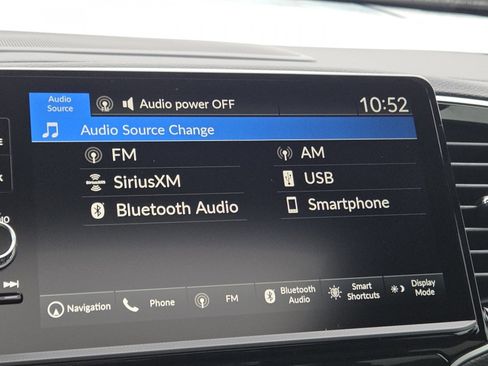 Audio
Source
Audio power OFF
10:52
Audio Source Change
FM
AM
SiriusXM
USB
Bluetooth Audio
Smartphone
Navigation
Phone
FM
Bluetooth
Audio
Smart
Shortcuts
Display
Mode